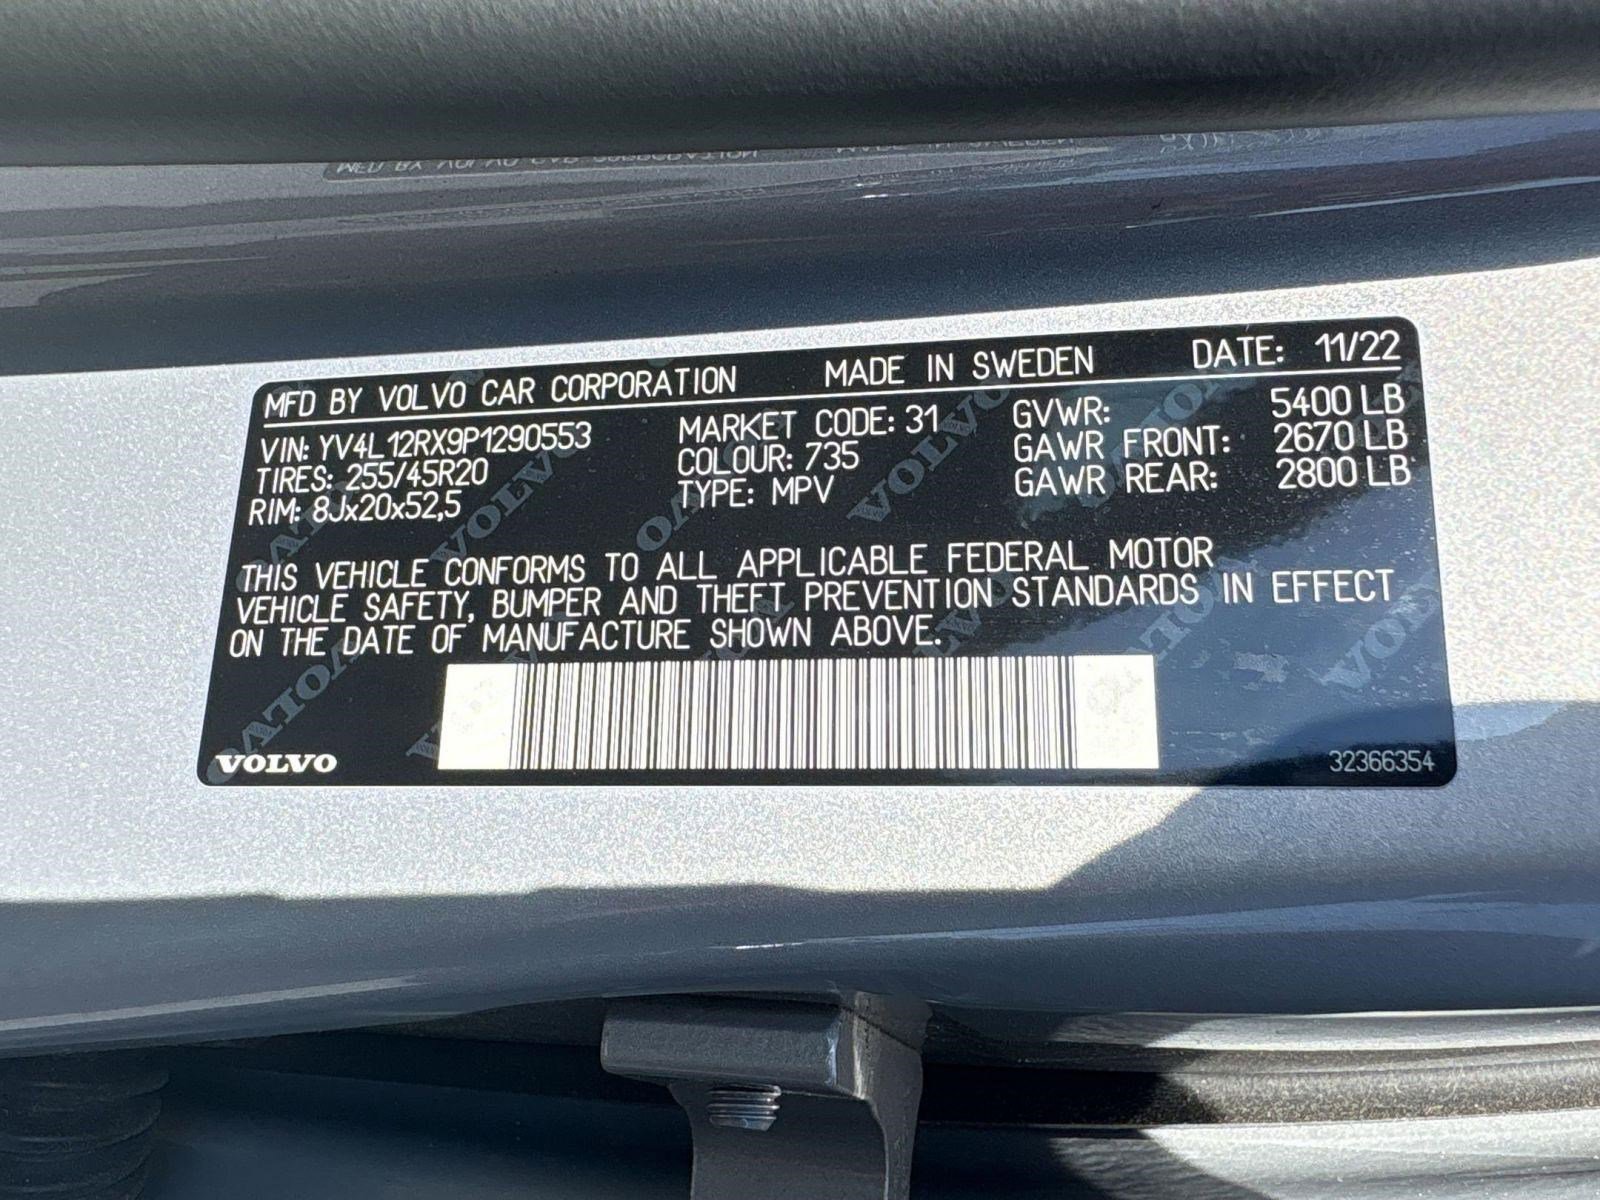 MFD BY VOLVO CAR CORPORATION MADE IN SWEDEN DATE: 11/22
VIN: YV4L12RX9P1290553 MARKET CODE: 31 GVWR: 5400 LB
TIRES: 255/45R20 COLOUR: 735 GAWR FRONT: 2670 LB
RIM: 8Jx20x52,5 TYPE: MPV GAWR REAR: 2800 LB
THIS VEHICLE CONFORMS TO ALL APPLICABLE FEDERAL MOTOR
VEHICLE SAFETY, BUMPER AND THEFT PREVENTION STANDARDS IN EFFECT
ON THE DATE OF MANUFACTURE SHOWN ABOVE.
VOLVO 32366354